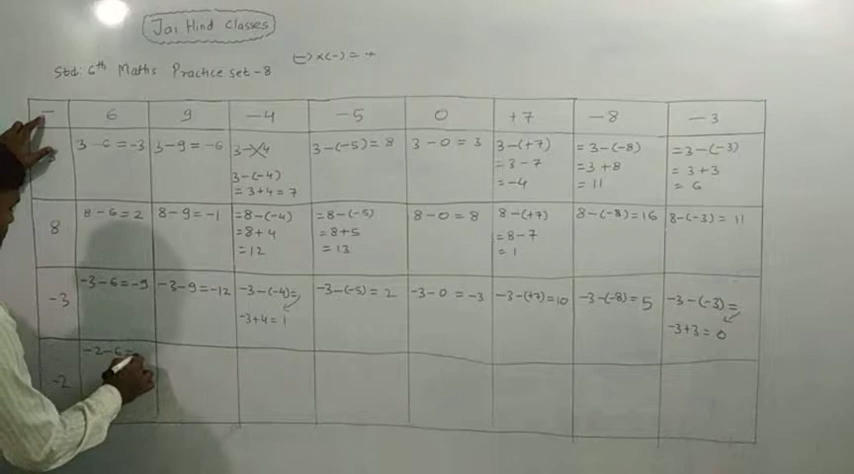 Jai Hind Classes
Std: 6th Maths Practice set - 8
(-) × (-) = +
- 6 9 -4 -5 0 +7 -8 -3
3 - 6 = -3
3 - 9 = -6
3 - 4
3 - (-4)
= 3 + 4 = 7
3 - (-5) = 8
3 - 0 = 3
3 - (+7)
= 3 - 7
= -4
= 3 - (-8)
= 3 + 8
= 11
= 3 - (-3)
= 3 + 3
= 6
8
8 - 6 = 2
8 - 9 = -1
= 8 - (-4)
= 8 + 4
= 12
= 8 - (-5)
= 8 + 5
= 13
8 - 0 = 8
8 - (+7)
= 8 - 7
= 1
8 - (-8) = 16
8 - (-3) = 11
-3
-3 - 6 = -9
-3 - 9 = -12
-3 - (-4) =
-3 + 4 = 1
-3 - (-5) = 2
-3 - 0 = -3
-3 - (+7) = 10
-3 - (-8) = 5
-3 - (-3) =
-3 + 3 = 0
-2
-2 - 6 =